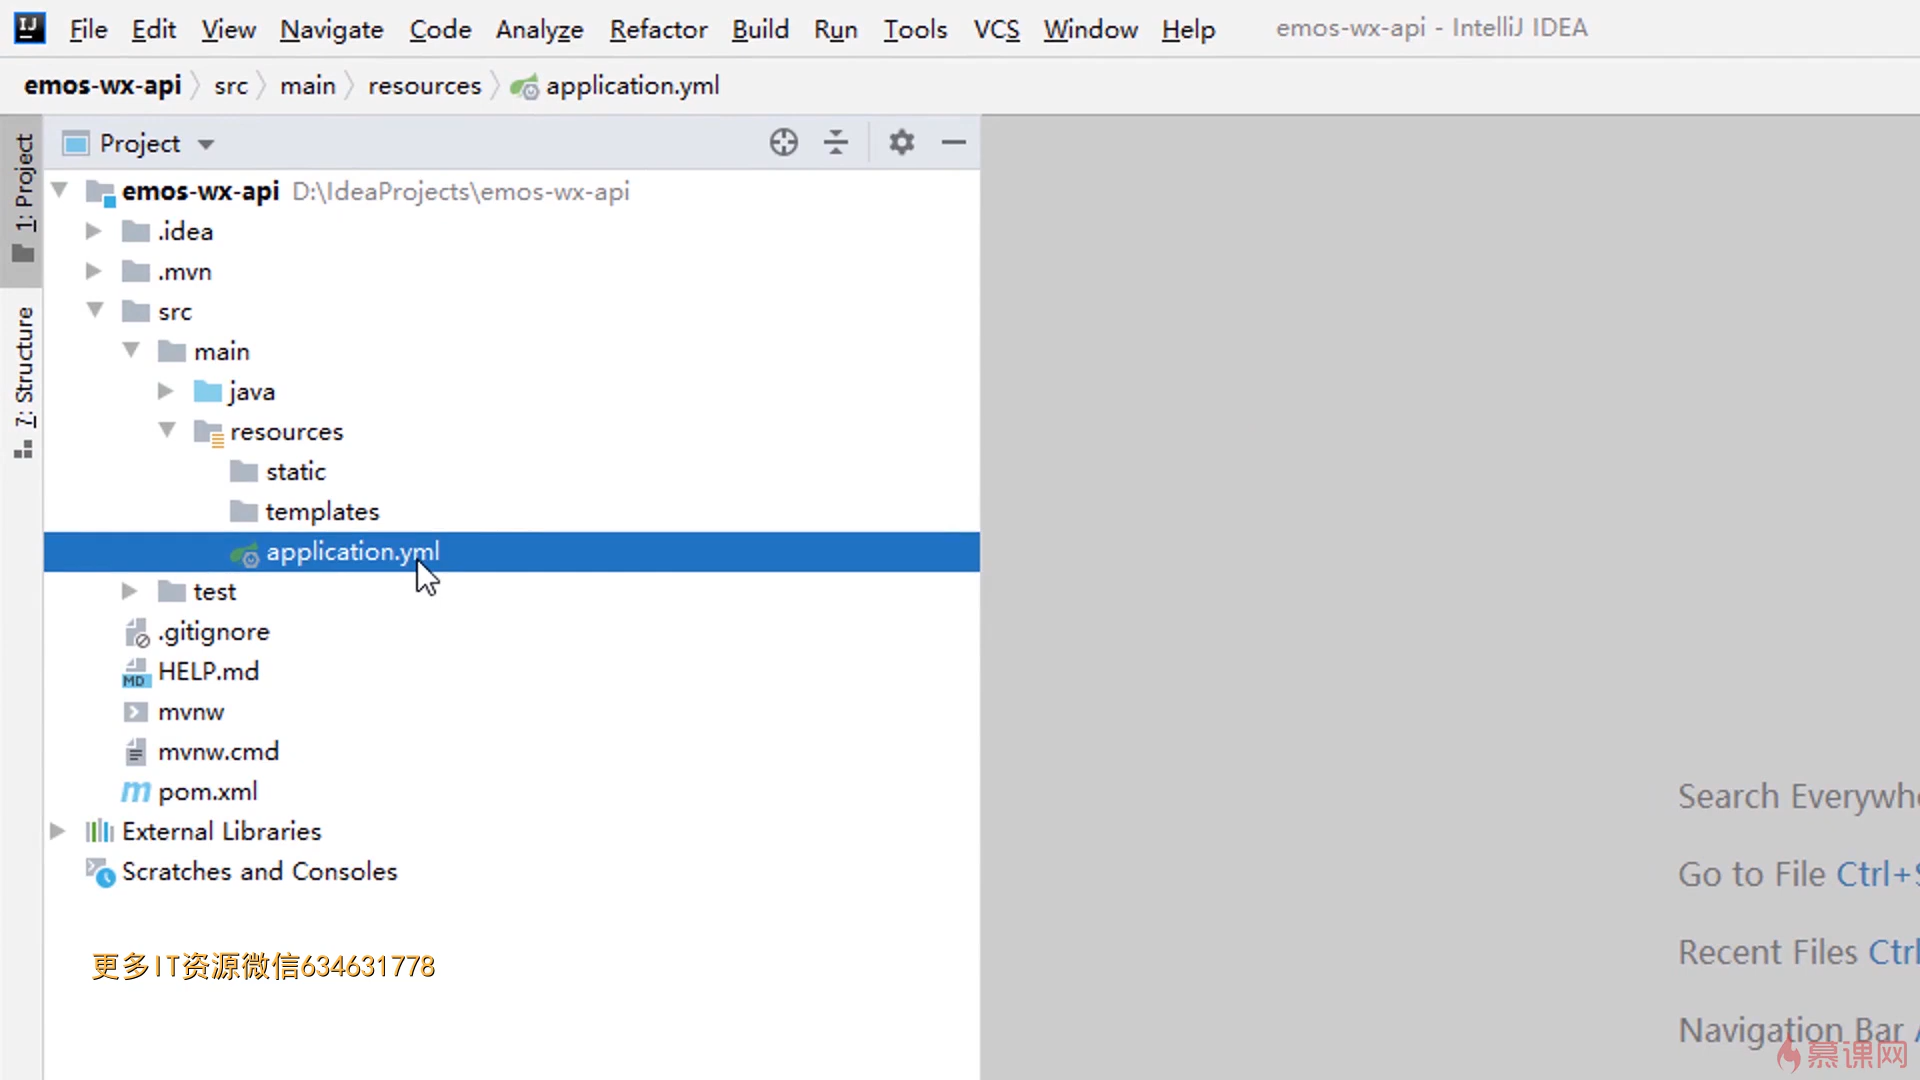 File Edit View Navigate Code Analyze Refactor Build Run Tools VCS Window Help emos-wx-api - IntelliJ IDEA
emos-wx-api src main resources application.yml
1: Project
7: Structure
Project
emos-wx-api D:\IdeaProjects\emos-wx-api
.idea
.mvn
src
main
java
resources
static
templates
application.yml
test
.gitignore
HELP.md
mvnw
mvnw.cmd
pom.xml
External Libraries
Scratches and Consoles
更多IT资源微信634631778
Search Everywhe
Go to File Ctrl+S
Recent Files Ctrl
Navigation Bar A
慕课网